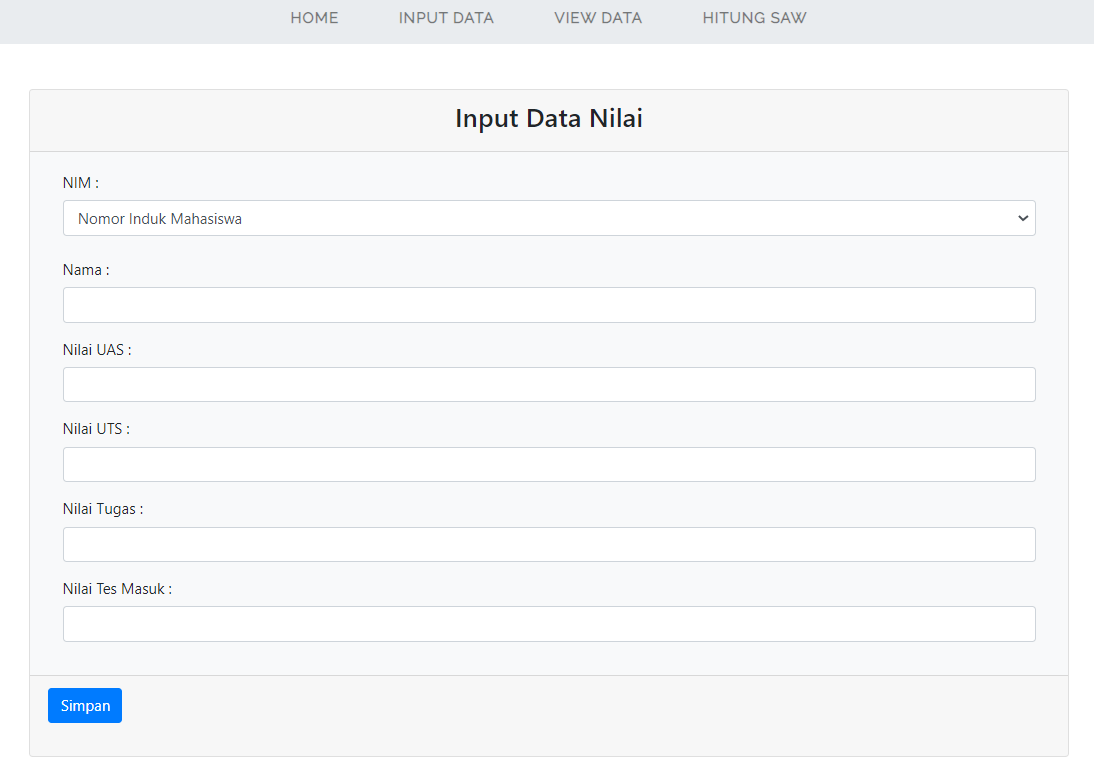 HOME INPUT DATA VIEW DATA HITUNG SAW
Input Data Nilai
NIM :
Nomor Induk Mahasiswa
Nama :
Nilai UAS :
Nilai UTS :
Nilai Tugas :
Nilai Tes Masuk :
Simpan